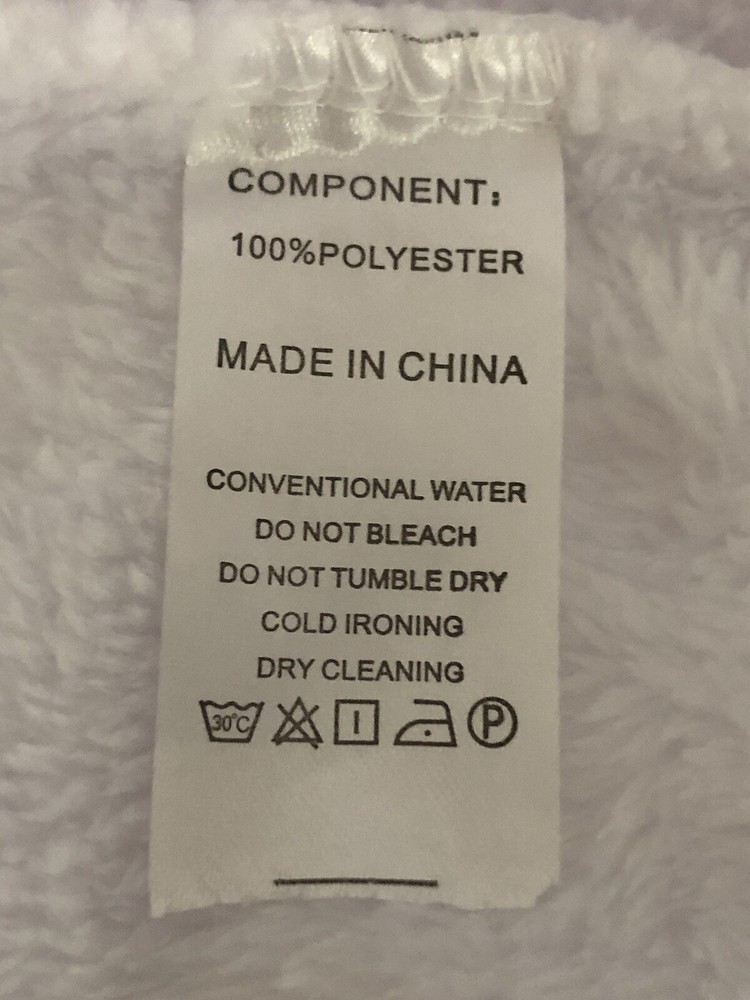 COMPONENT:
100%POLYESTER
MADE IN CHINA
CONVENTIONAL WATER
DO NOT BLEACH
DO NOT TUMBLE DRY
COLD IRONING
DRY CLEANING
30°C P